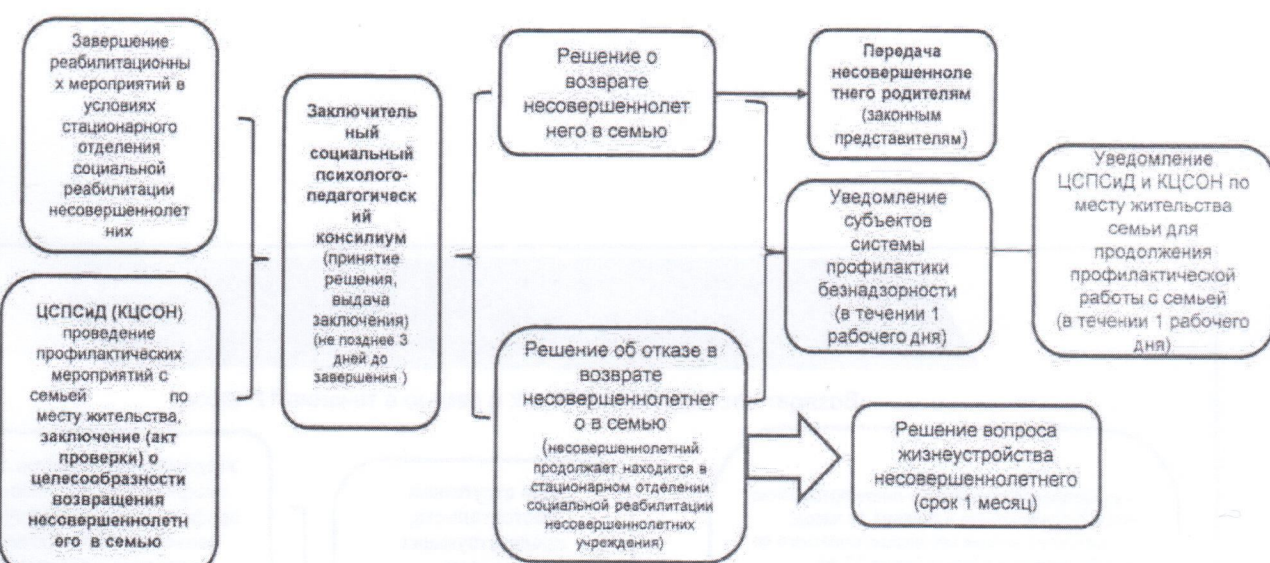 Завершение
реабилитационны
х мероприятий в
условиях
стационарного
отделения
социальной
реабилитации
несовершеннолет
них
ЦСПСиД (КЦСОН)
проведение
профилактических
мероприятий с
семьей по
месту жительства,
заключение (акт
проверки) о
целесообразности
возвращения
несовершеннолетн
его в семью
Заключитель
ный
социальный
психолого-
педагогическ
ий
консилиум
(принятие
решения,
выдача
заключения)
(не позднее 3
дней до
завершения )
Решение о
возврате
несовершеннолет
него в семью
Решение об отказе в
возврате
несовершеннолетнег
о в семью
(несовершеннолетний
продолжает находится в
стационарном отделении
социальной реабилитации
несовершеннолетних
учреждения)
Передача
несовершенноле
тнего родителям
(законным
представителям)
Уведомление
субъектов
системы
профилактики
безнадзорности
(в течении 1
рабочего дня)
Уведомление
ЦСПСиД и КЦСОН по
месту жительства
семьи для
продолжения
профилактической
работы с семьей
(в течении 1 рабочего
дня)
Решение вопроса
жизнеустройства
несовершеннолетнего
(срок 1 месяц)